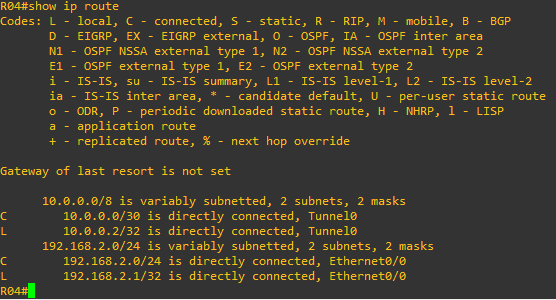 R04#show ip route
Codes: L - local, C - connected, S - static, R - RIP, M - mobile, B - BGP
       D - EIGRP, EX - EIGRP external, O - OSPF, IA - OSPF inter area
       N1 - OSPF NSSA external type 1, N2 - OSPF NSSA external type 2
       E1 - OSPF external type 1, E2 - OSPF external type 2
       i - IS-IS, su - IS-IS summary, L1 - IS-IS level-1, L2 - IS-IS level-2
       ia - IS-IS inter area, * - candidate default, U - per-user static route
       o - ODR, P - periodic downloaded static route, H - NHRP, l - LISP
       a - application route
       + - replicated route, % - next hop override

Gateway of last resort is not set

      10.0.0.0/8 is variably subnetted, 2 subnets, 2 masks
C        10.0.0.0/30 is directly connected, Tunnel0
L        10.0.0.2/32 is directly connected, Tunnel0
      192.168.2.0/24 is variably subnetted, 2 subnets, 2 masks
C        192.168.2.0/24 is directly connected, Ethernet0/0
L        192.168.2.1/32 is directly connected, Ethernet0/0
R04#